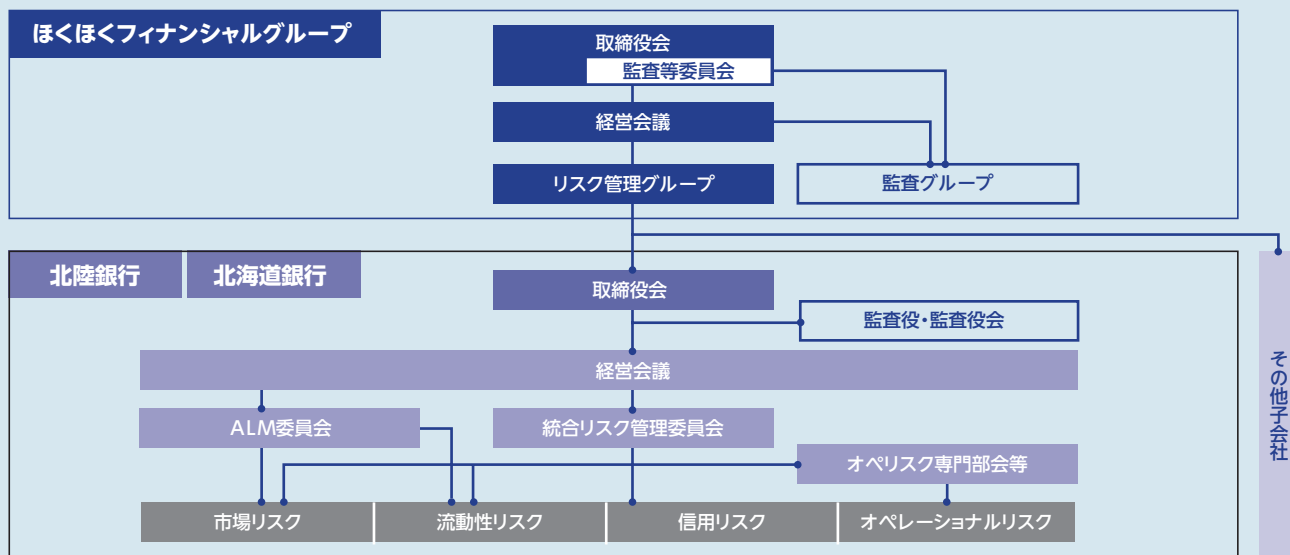 ほくほくフィナンシャルグループ
取締役会
監査等委員会
経営会議
リスク管理グループ
監査グループ
北陸銀行
北海道銀行
取締役会
監査役・監査役会
経営会議
ALM委員会
統合リスク管理委員会
オペリスク専門部会等
市場リスク
流動性リスク
信用リスク
オペレーショナルリスク
その他子会社